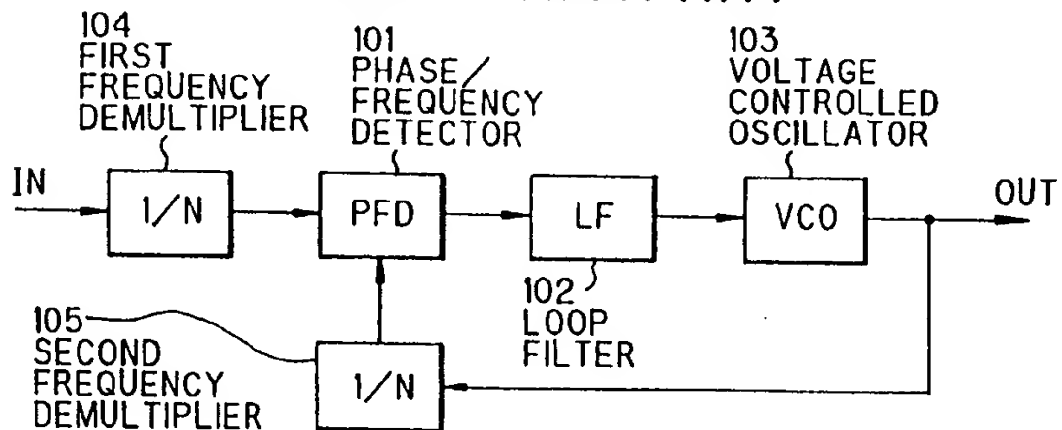 104
FIRST
FREQUENCY
DEMULTIPLIER
101
PHASE/
FREQUENCY
DETECTOR
103
VOLTAGE
CONTROLLED
OSCILLATOR
IN
1/N
PFD
LF
VCO
OUT
102
LOOP
FILTER
105
SECOND
FREQUENCY
DEMULTIPLIER
1/N